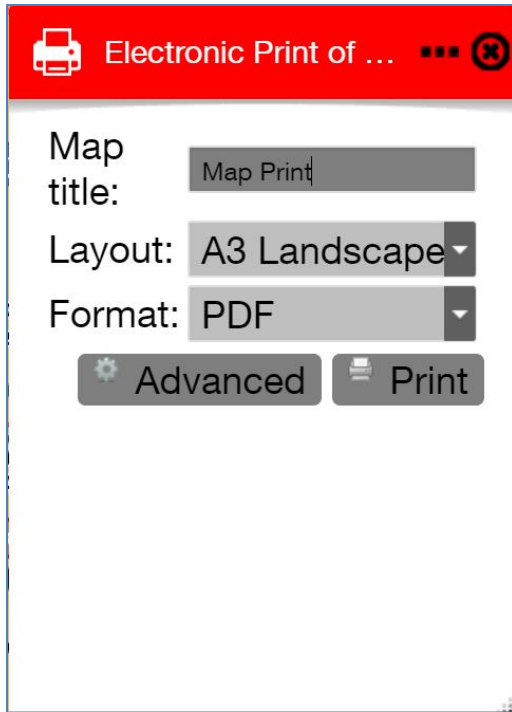 Electronic Print of ...
Map title: Map Print
Layout: A3 Landscape
Format: PDF
Advanced Print